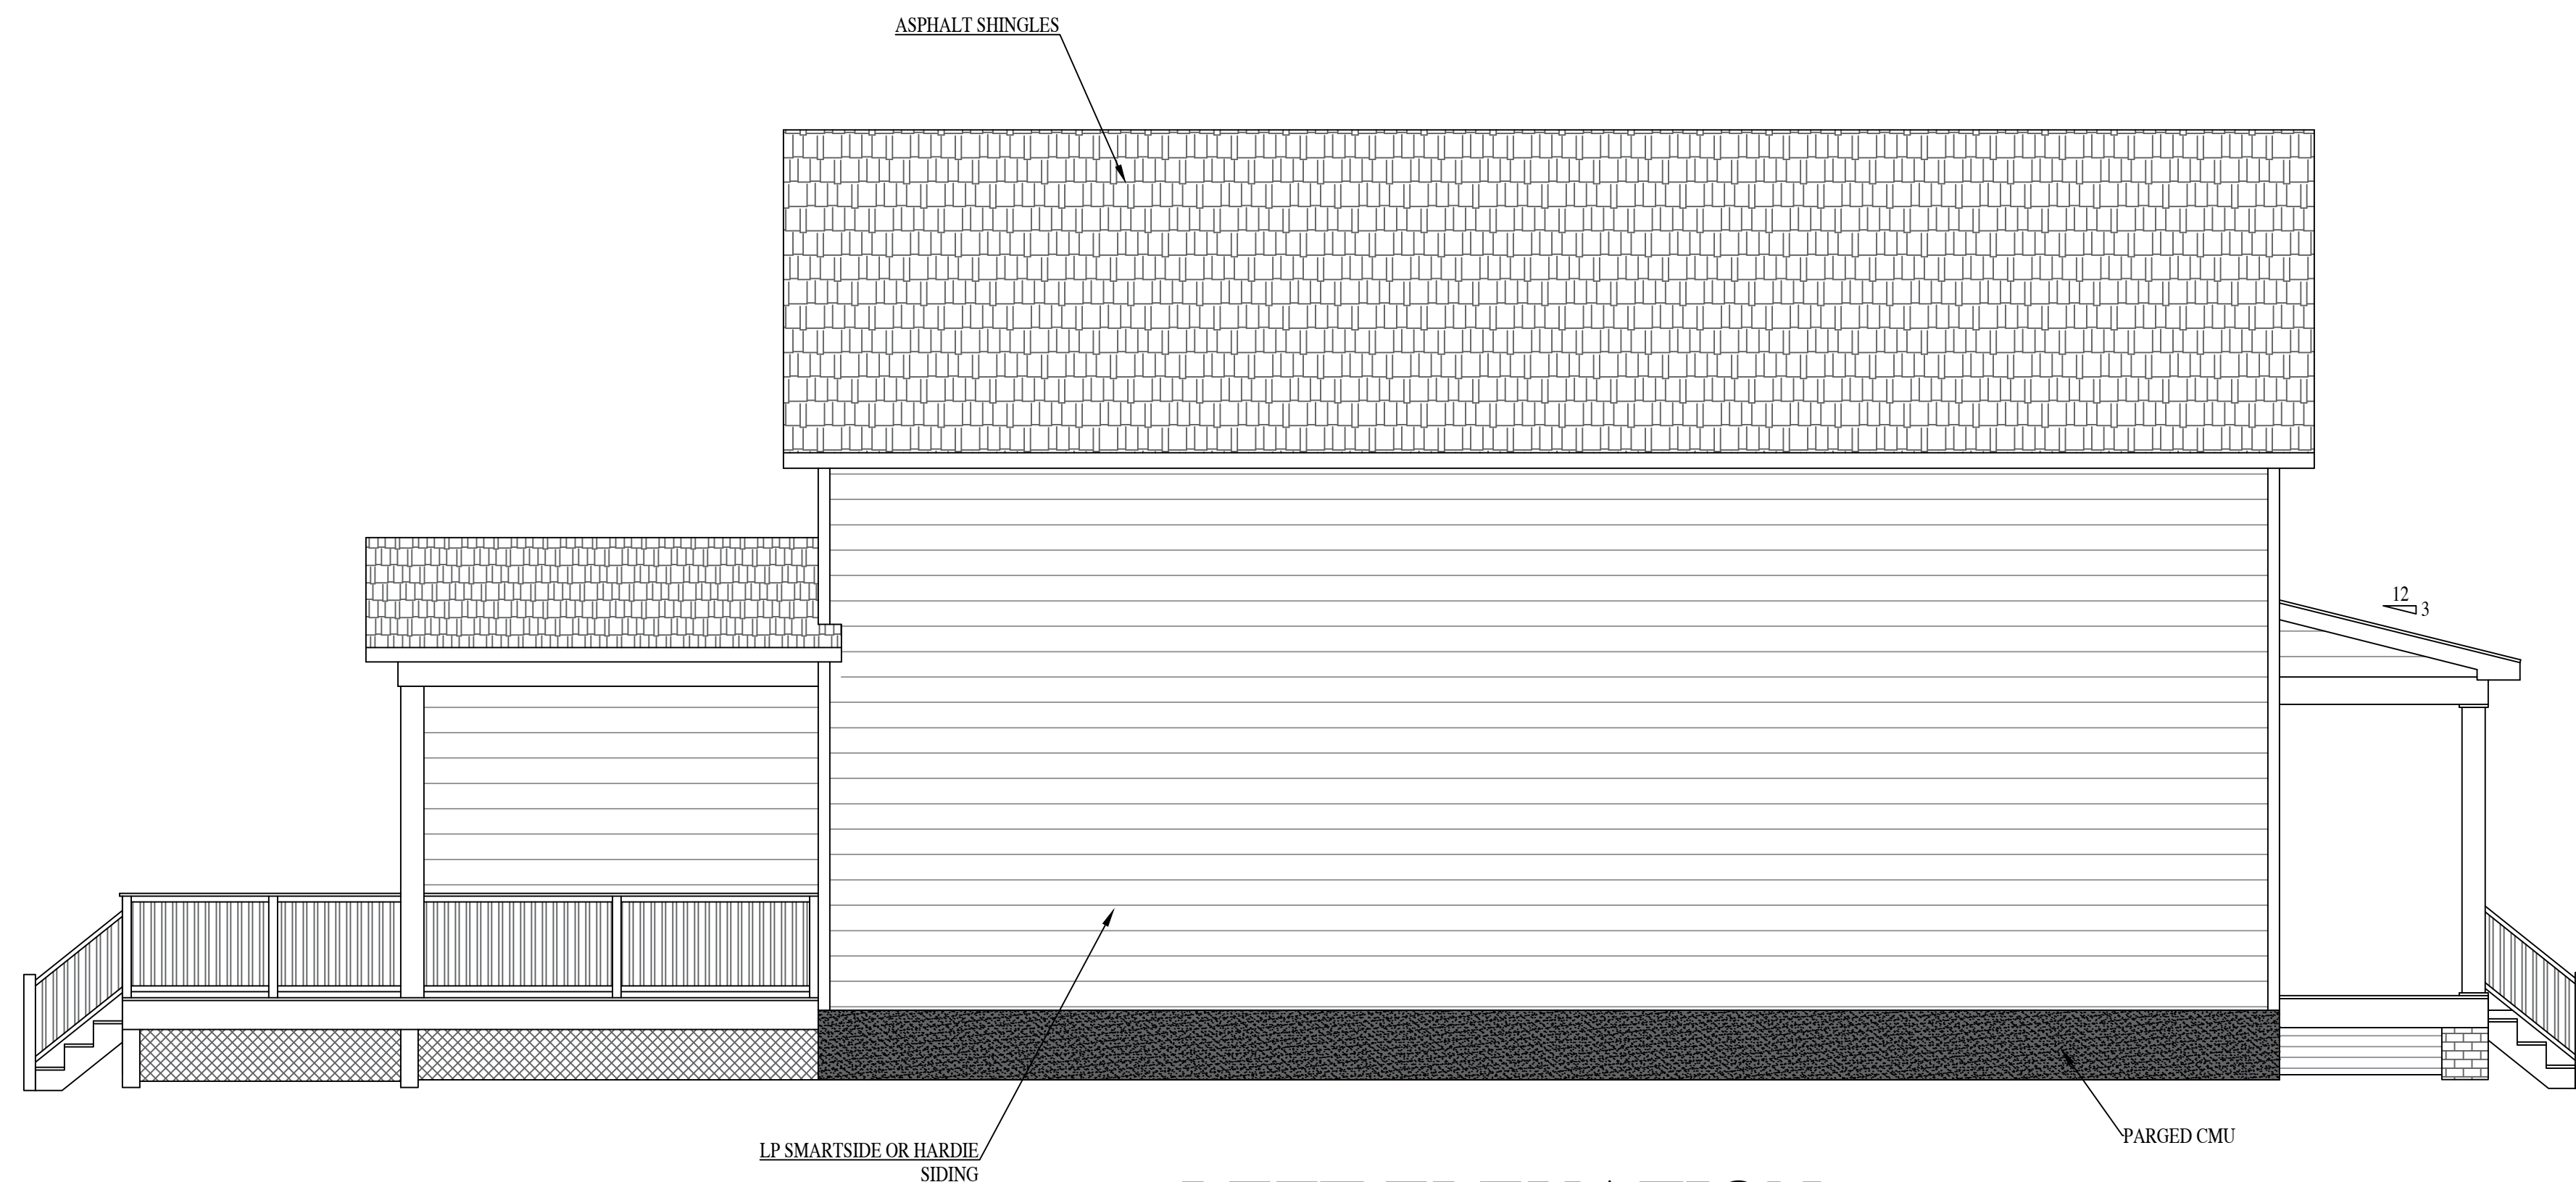 ASPHALT SHINGLES
12
3
LP SMARTSIDE OR HARDIE
SIDING
PARGED CMU